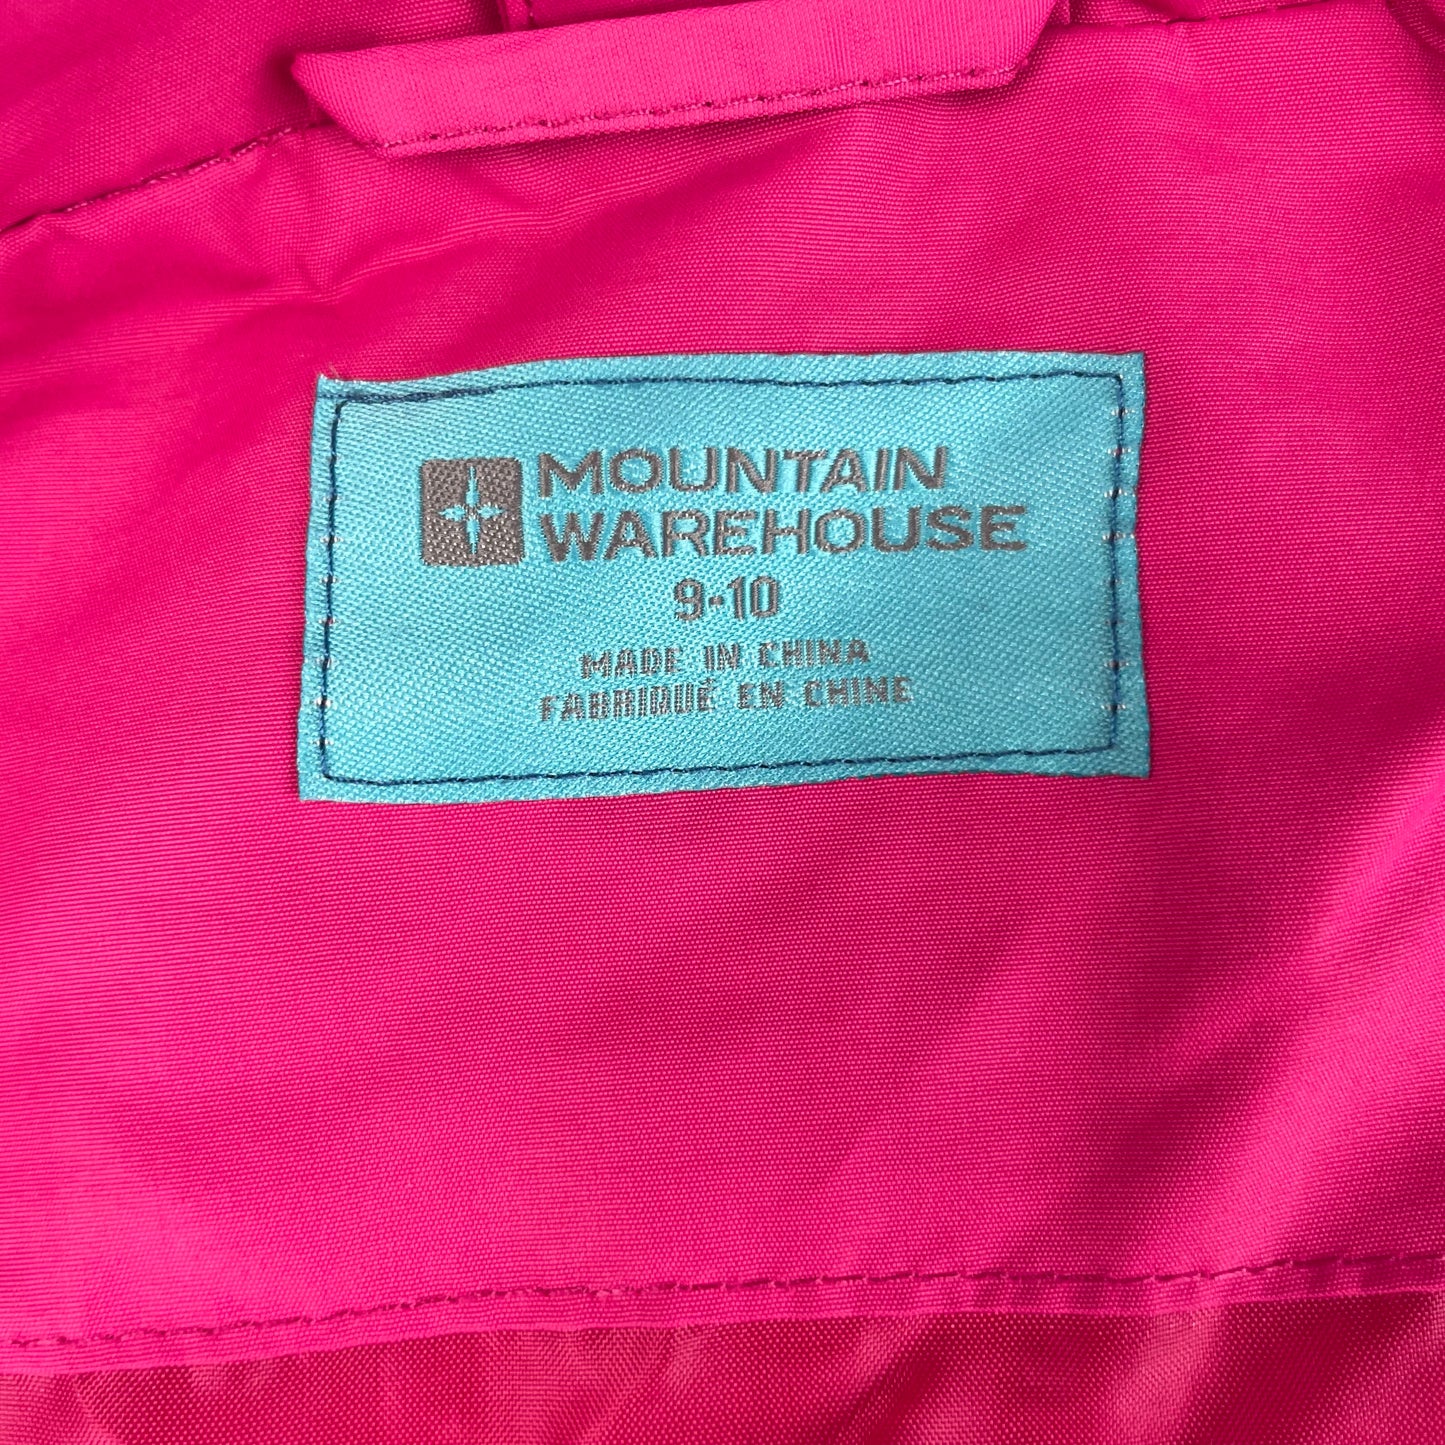 MOUNTAIN
WAREHOUSE
9-10
MADE IN CHINA
FABRIQUÉ EN CHINE